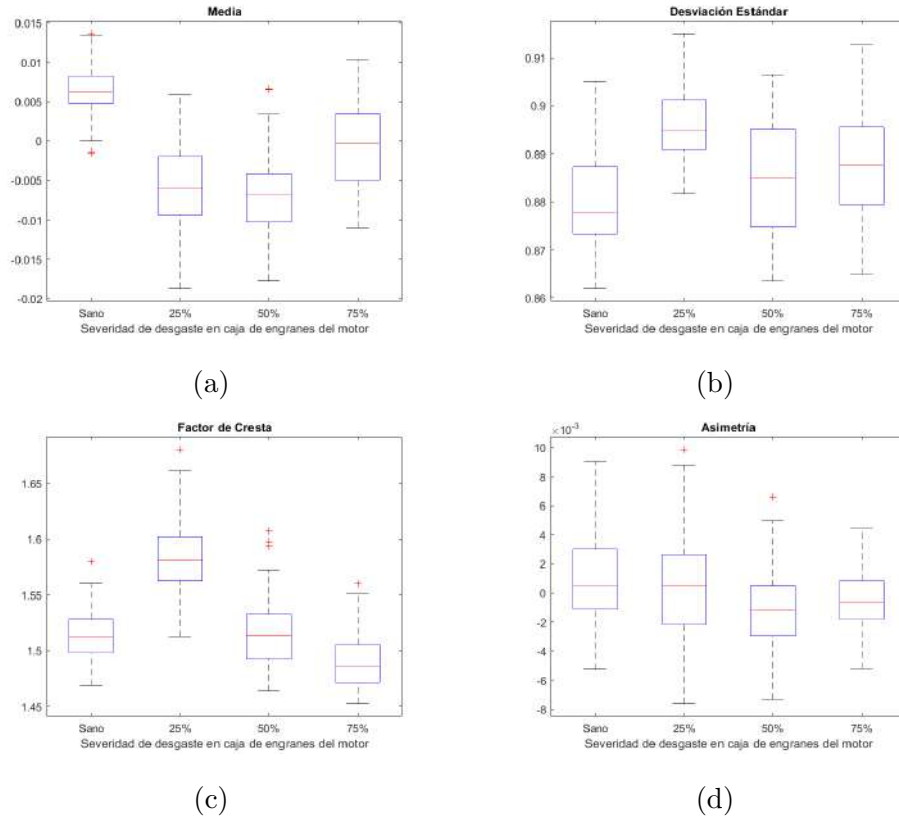 Media
0.015
0.01
0.005
0
-0.005
-0.01
-0.015
-0.02
Sano 25% 50% 75%
Severidad de desgaste en caja de engranes del motor
(a)
Desviación Estándar
0.91
0.9
0.89
0.88
0.87
0.86
Sano 25% 50% 75%
Severidad de desgaste en caja de engranes del motor
(b)
Factor de Cresta
1.65
1.6
1.55
1.5
1.45
Sano 25% 50% 75%
Severidad de desgaste en caja de engranes del motor
(c)
Asimetría
×10⁻³
10
8
6
4
2
0
-2
-4
-6
-8
Sano 25% 50% 75%
Severidad de desgaste en caja de engranes del motor
(d)